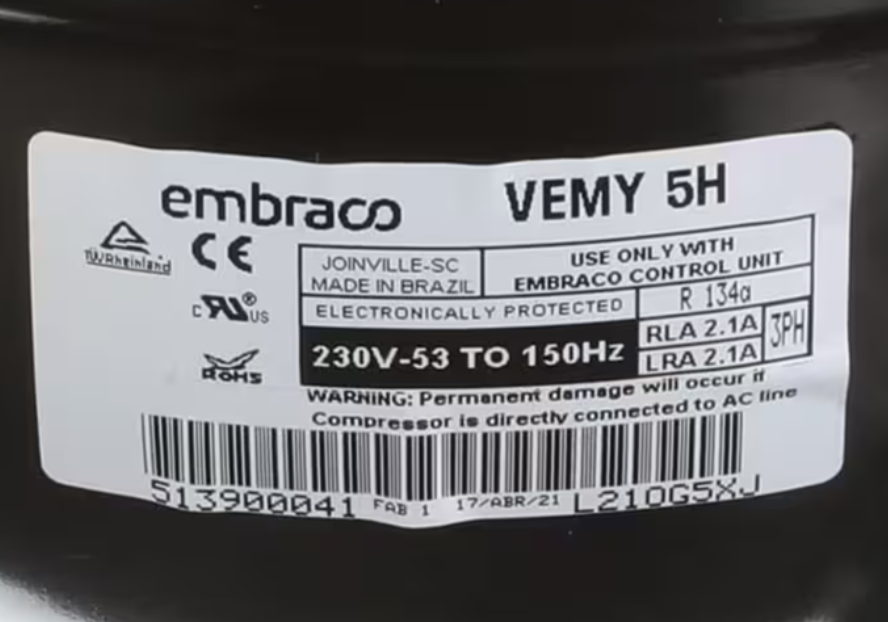 embraco VEMY 5H
TÜVRheinland
CE
c RU ® US
RoHS
JOINVILLE-SC
MADE IN BRAZIL
USE ONLY WITH
EMBRACO CONTROL UNIT
ELECTRONICALLY PROTECTED
R 134a
230V-53 TO 150Hz
RLA 2.1A
LRA 2.1A
3PH
WARNING: Permanent damage will occur if
Compressor is directly connected to AC line
513900041 FAB 1 17/ABR/21 L210G5XJ